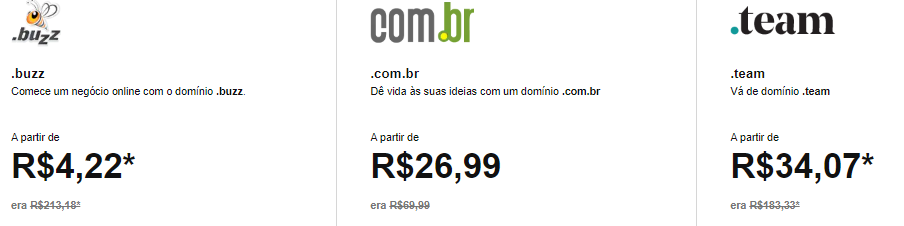 .buzz
.buzz
Comece um negócio online com o domínio .buzz.
A partir de
R$4,22*
era R$213,18*
com.br
.com.br
Dê vida às suas ideias com um domínio .com.br
A partir de
R$26,99
era R$69,99
.team
.team
Vá de domínio .team
A partir de
R$34,07*
era R$183,33*